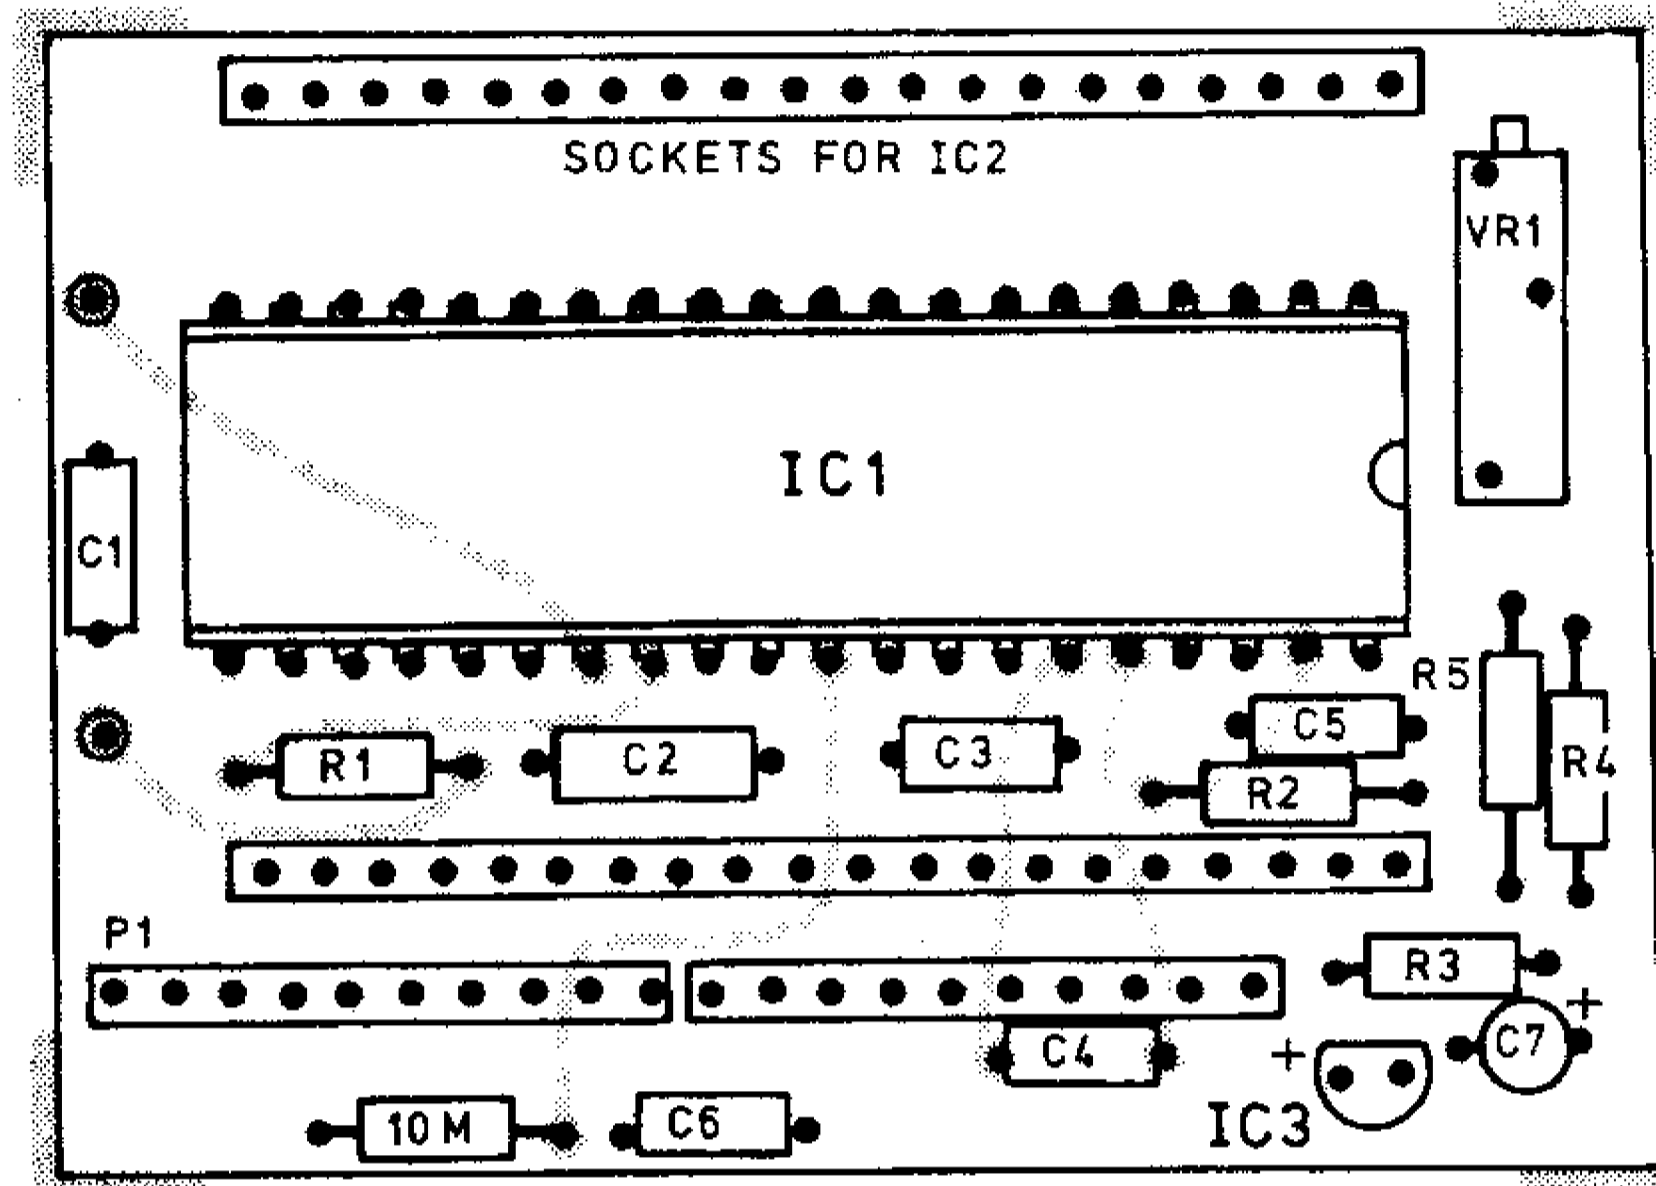 SOCKETS FOR IC2
VR1
IC1
C1
R5
R1
C2
C3
C5
R4
R2
P1
R3
+
C7
+
C4
10M
C6
IC3